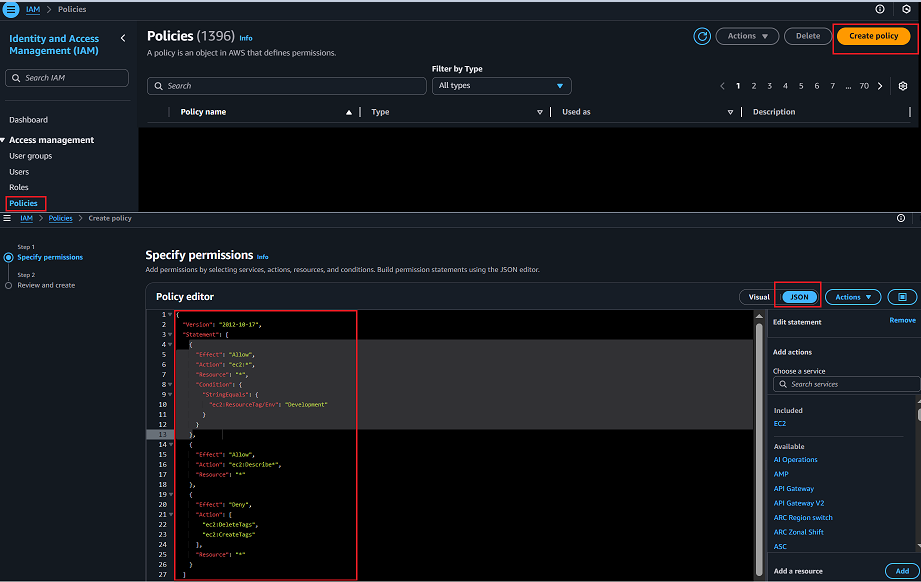 IAM > Policies
Identity and Access Management (IAM)
Search IAM
Dashboard
Access management
User groups
Users
Roles
Policies
Policies (1396) Info
A policy is an object in AWS that defines permissions.
Actions
Delete
Create policy
Filter by Type
Search
All types
1 2 3 4 5 6 7 ... 70
Policy name
Type
Used as
Description
IAM > Policies > Create policy
Step 1
Specify permissions
Step 2
Review and create
Specify permissions Info
Add permissions by selecting services, actions, resources, and conditions. Build permission statements using the JSON editor.
Policy editor
Visual
JSON
Actions
1 {
2 "Version": "2012-10-17",
3 "Statement": [
4 {
5 "Effect": "Allow",
6 "Action": "ec2:*",
7 "Resource": "*",
8 "Condition": {
9 "StringEquals": {
10 "ec2:ResourceTag/Env": "Development"
11 }
12 }
13 },
14 {
15 "Effect": "Allow",
16 "Action": "ec2:Describe*",
17 "Resource": "*"
18 },
19 {
20 "Effect": "Deny",
21 "Action": [
22 "ec2:DeleteTags",
23 "ec2:CreateTags"
24 ],
25 "Resource": "*"
26 }
27 ]
Edit statement
Remove
Add actions
Choose a service
Search services
Included
EC2
Available
AI Operations
AMP
API Gateway
API Gateway V2
ARC Region switch
ARC Zonal Shift
ASC
Add a resource
Add